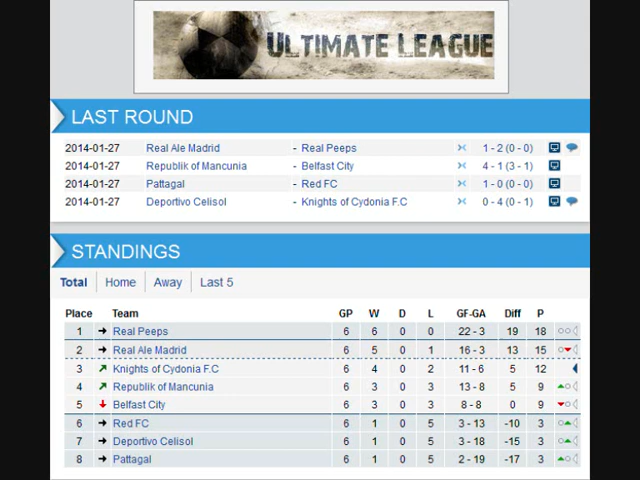 ULTIMATE LEAGUE
LAST ROUND
2014-01-27 Real Ale Madrid - Real Peeps 1 - 2 (0 - 0)
2014-01-27 Republik of Mancunia - Belfast City 4 - 1 (3 - 1)
2014-01-27 Pattagal - Red FC 1 - 0 (0 - 0)
2014-01-27 Deportivo Celisol - Knights of Cydonia F.C 0 - 4 (0 - 1)
STANDINGS
Total Home Away Last 5
Place Team GP W D L GF-GA Diff P
1 Real Peeps 6 6 0 0 22 - 3 19 18
2 Real Ale Madrid 6 5 0 1 16 - 3 13 15
3 Knights of Cydonia F.C 6 4 0 2 11 - 6 5 12
4 Republik of Mancunia 6 3 0 3 13 - 8 5 9
5 Belfast City 6 3 0 3 8 - 8 0 9
6 Red FC 6 1 0 5 3 - 13 -10 3
7 Deportivo Celisol 6 1 0 5 3 - 18 -15 3
8 Pattagal 6 1 0 5 2 - 19 -17 3